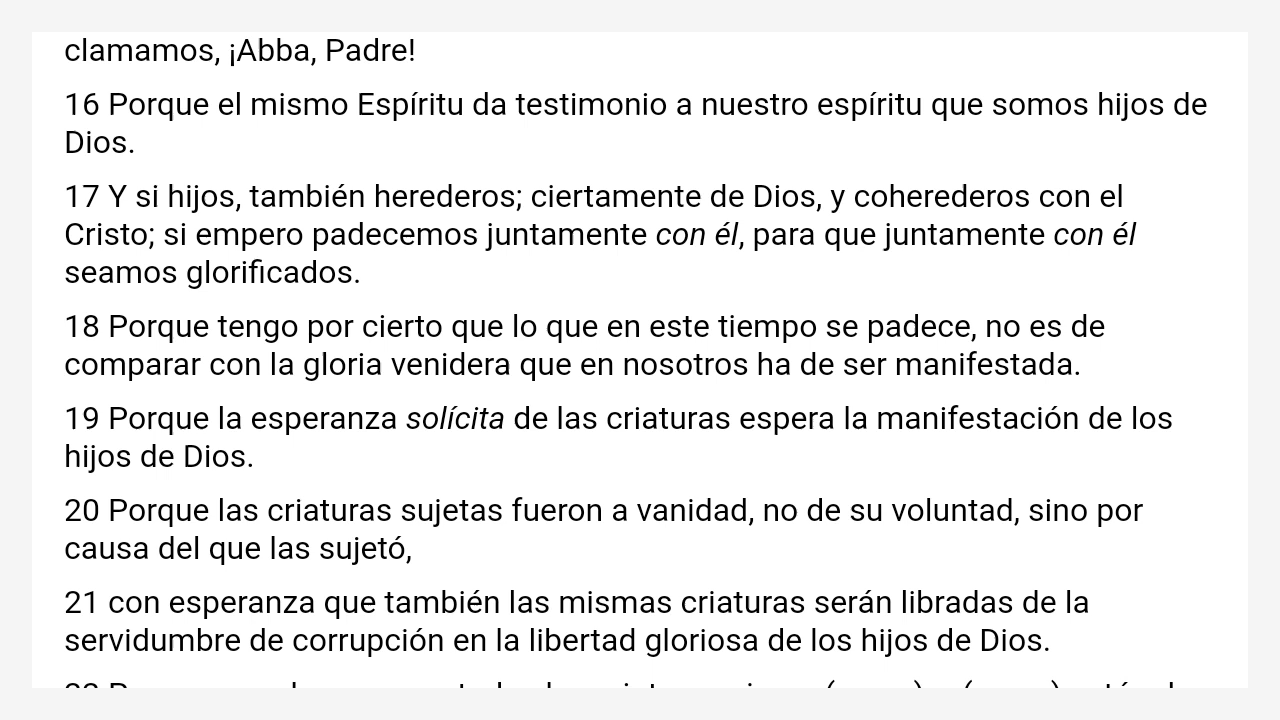 clamamos, ¡Abba, Padre!
16 Porque el mismo Espíritu da testimonio a nuestro espíritu que somos hijos de
Dios.
17 Y si hijos, también herederos; ciertamente de Dios, y coherederos con el
Cristo; si empero padecemos juntamente con él, para que juntamente con él
seamos glorificados.
18 Porque tengo por cierto que lo que en este tiempo se padece, no es de
comparar con la gloria venidera que en nosotros ha de ser manifestada.
19 Porque la esperanza solícita de las criaturas espera la manifestación de los
hijos de Dios.
20 Porque las criaturas sujetas fueron a vanidad, no de su voluntad, sino por
causa del que las sujetó,
21 con esperanza que también las mismas criaturas serán libradas de la
servidumbre de corrupción en la libertad gloriosa de los hijos de Dios.